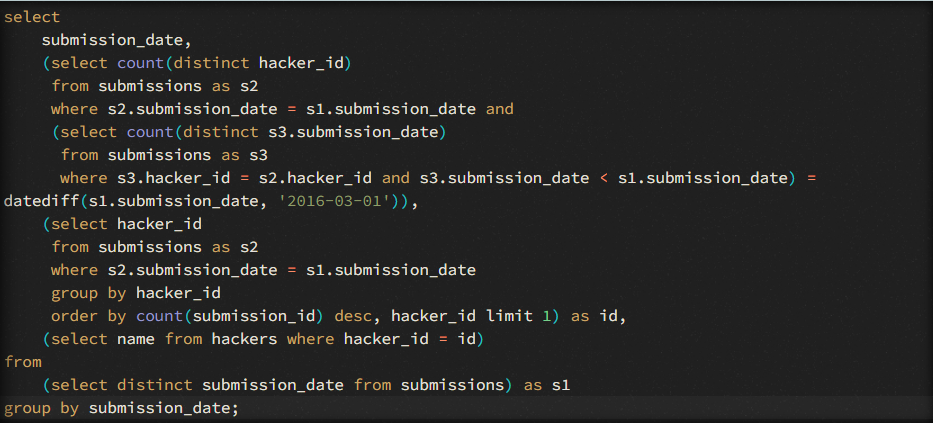 select
    submission_date,
    (select count(distinct hacker_id)
     from submissions as s2
     where s2.submission_date = s1.submission_date and
     (select count(distinct s3.submission_date)
      from submissions as s3
      where s3.hacker_id = s2.hacker_id and s3.submission_date < s1.submission_date) =
datediff(s1.submission_date, '2016-03-01')),
    (select hacker_id
     from submissions as s2
     where s2.submission_date = s1.submission_date
     group by hacker_id
     order by count(submission_id) desc, hacker_id limit 1) as id,
    (select name from hackers where hacker_id = id)
from
    (select distinct submission_date from submissions) as s1
group by submission_date;